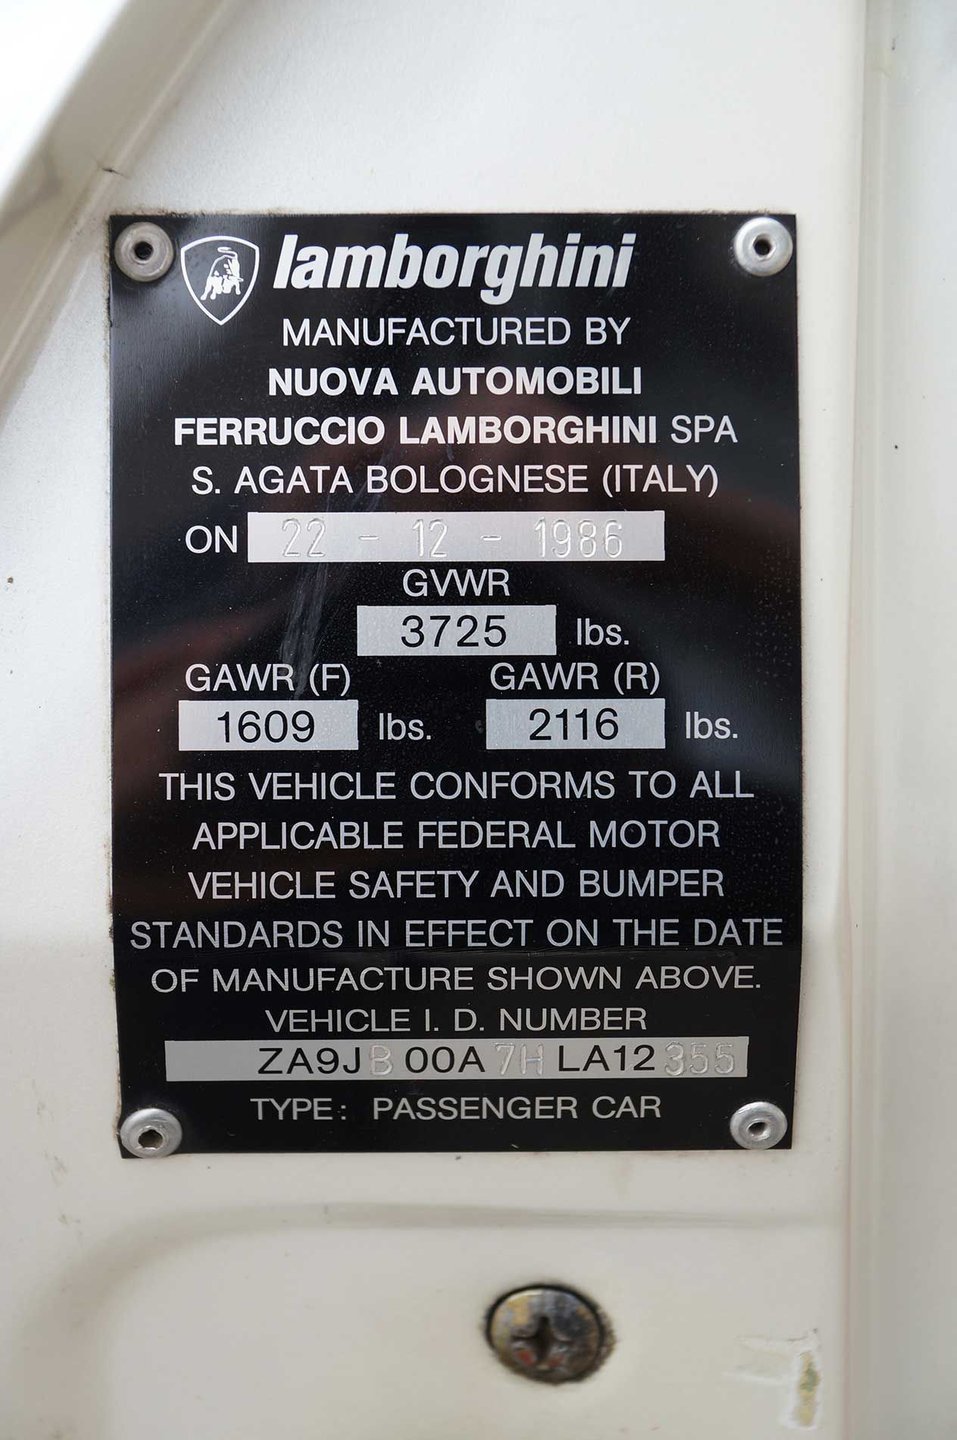 lamborghini
MANUFACTURED BY
NUOVA AUTOMOBILI
FERRUCCIO LAMBORGHINI SPA
S. AGATA BOLOGNESE (ITALY)
ON 22 - 12 - 1986
GVWR
3725 lbs.
GAWR (F) GAWR (R)
1609 lbs. 2116 lbs.
THIS VEHICLE CONFORMS TO ALL
APPLICABLE FEDERAL MOTOR
VEHICLE SAFETY AND BUMPER
STANDARDS IN EFFECT ON THE DATE
OF MANUFACTURE SHOWN ABOVE.
VEHICLE I. D. NUMBER
ZA9JB00A7HLA12355
TYPE: PASSENGER CAR